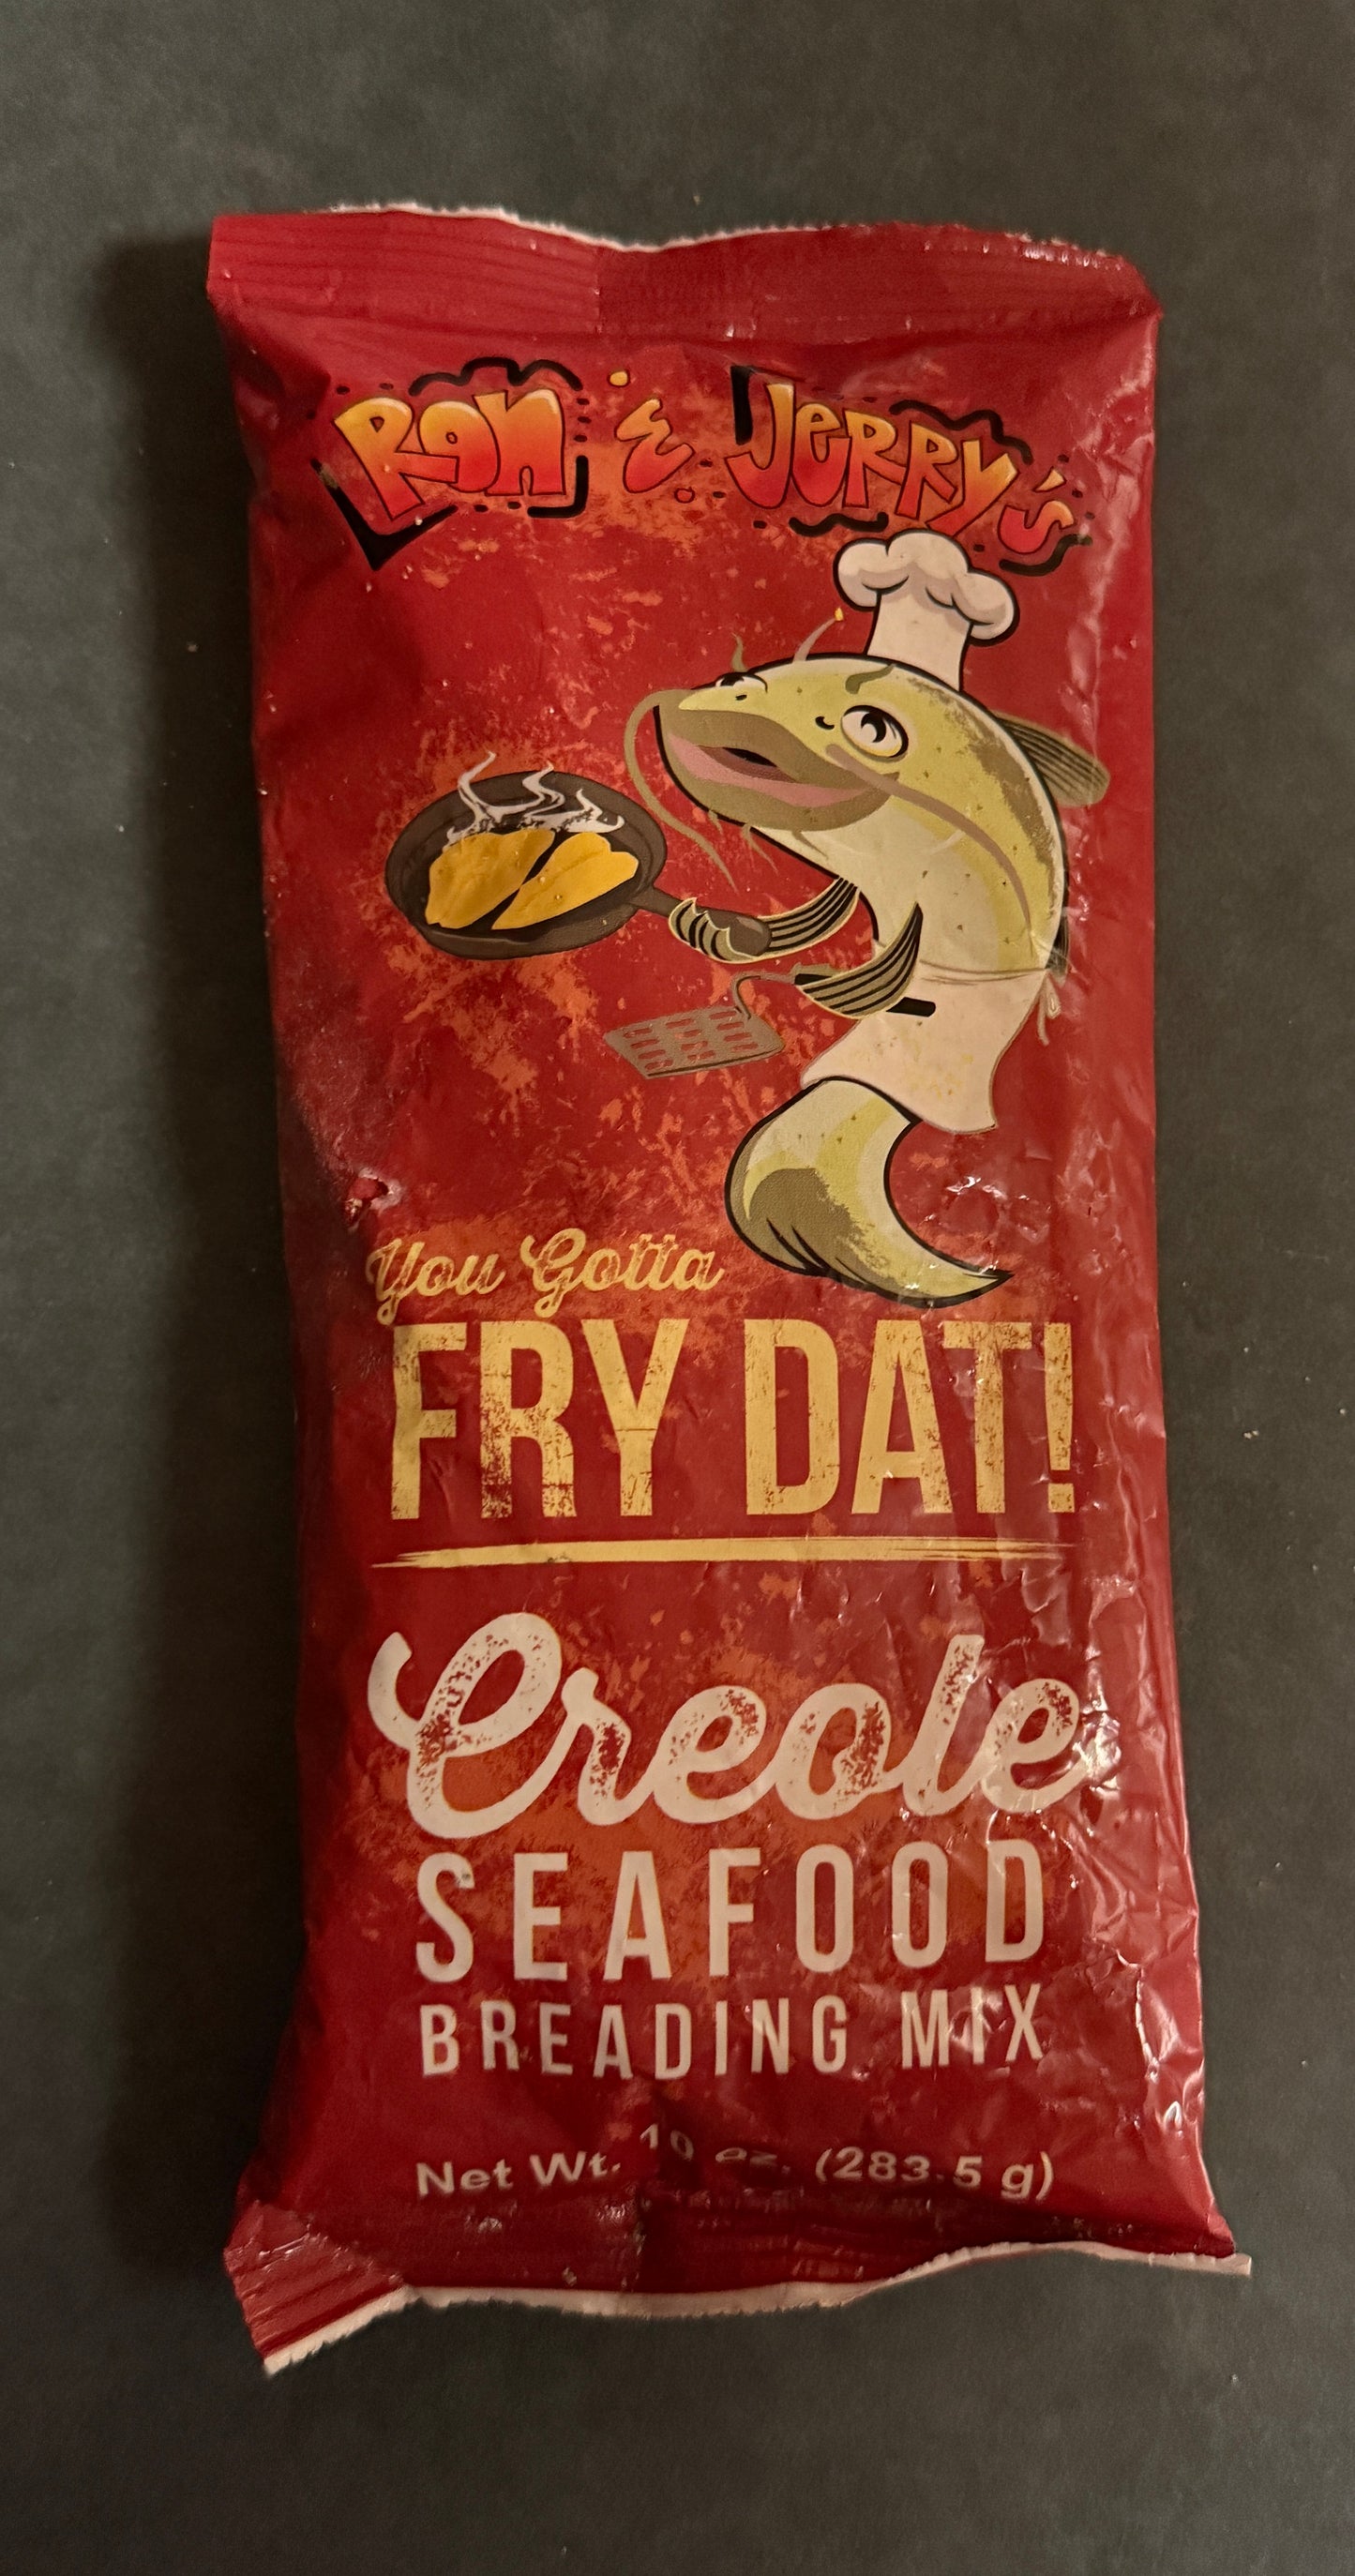 Ron & Jerry's
You Gotta
FRY DAT!
Creole
SEAFOOD
BREADING MIX
Net Wt. 10 oz. (283.5 g)